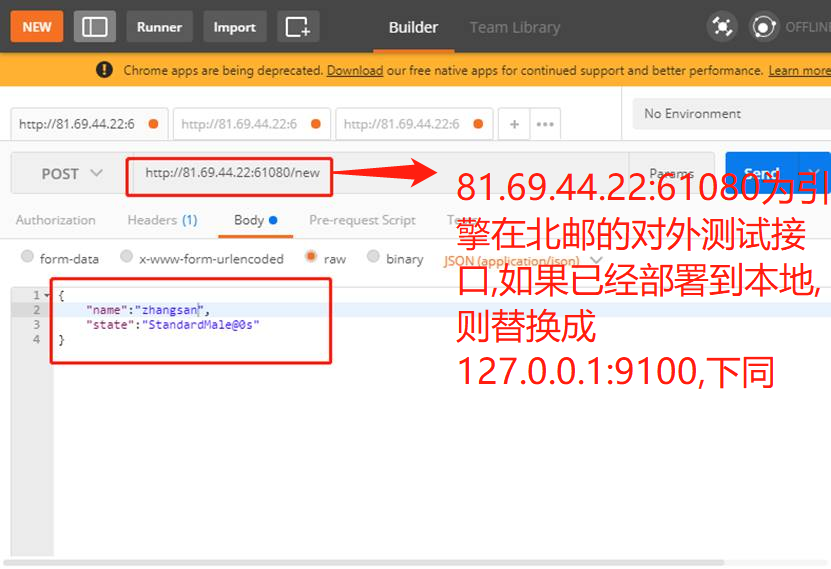 NEW
Runner
Import
Builder
Team Library
OFFLIN
Chrome apps are being deprecated. Download our free native apps for continued support and better performance. Learn more
http://81.69.44.22:6
http://81.69.44.22:6
http://81.69.44.22:6
No Environment
POST
http://81.69.44.22:61080/new
Params
Send
81.69.44.22:61080为引
擎在北邮的对外测试接
口,如果已经部署到本地,
则替换成
127.0.0.1:9100,下同
Authorization
Headers (1)
Body
Pre-request Script
form-data
x-www-form-urlencoded
raw
binary
JSON (application/json)
1 {
2 "name":"zhangsan",
3 "state":"StandardMale@0s"
4 }